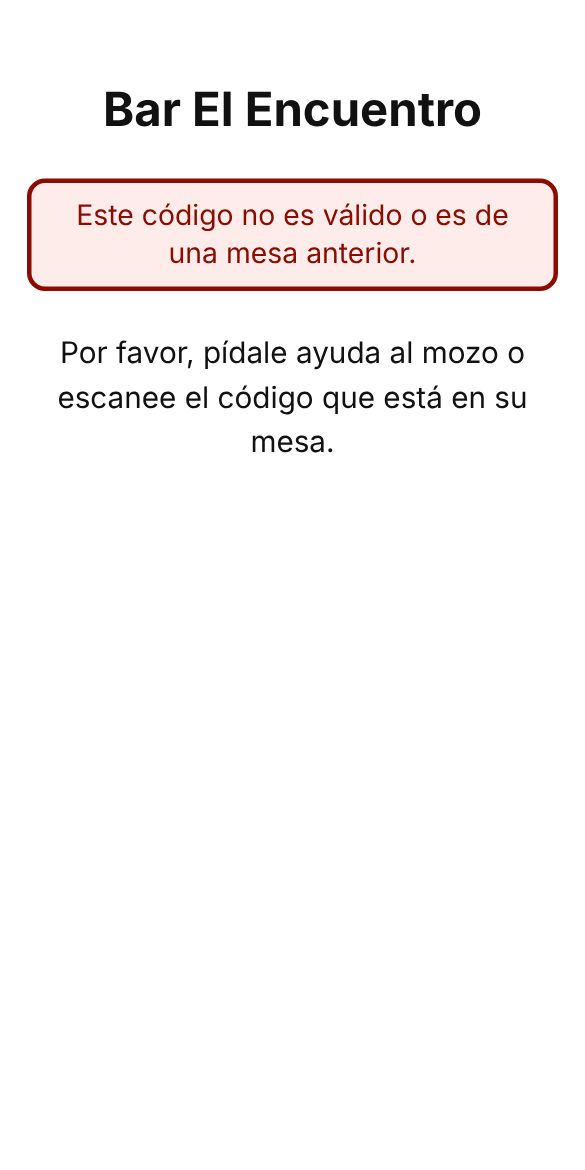 Bar El Encuentro
Este código no es válido o es de
una mesa anterior.
Por favor, pídale ayuda al mozo o
escanee el código que está en su
mesa.